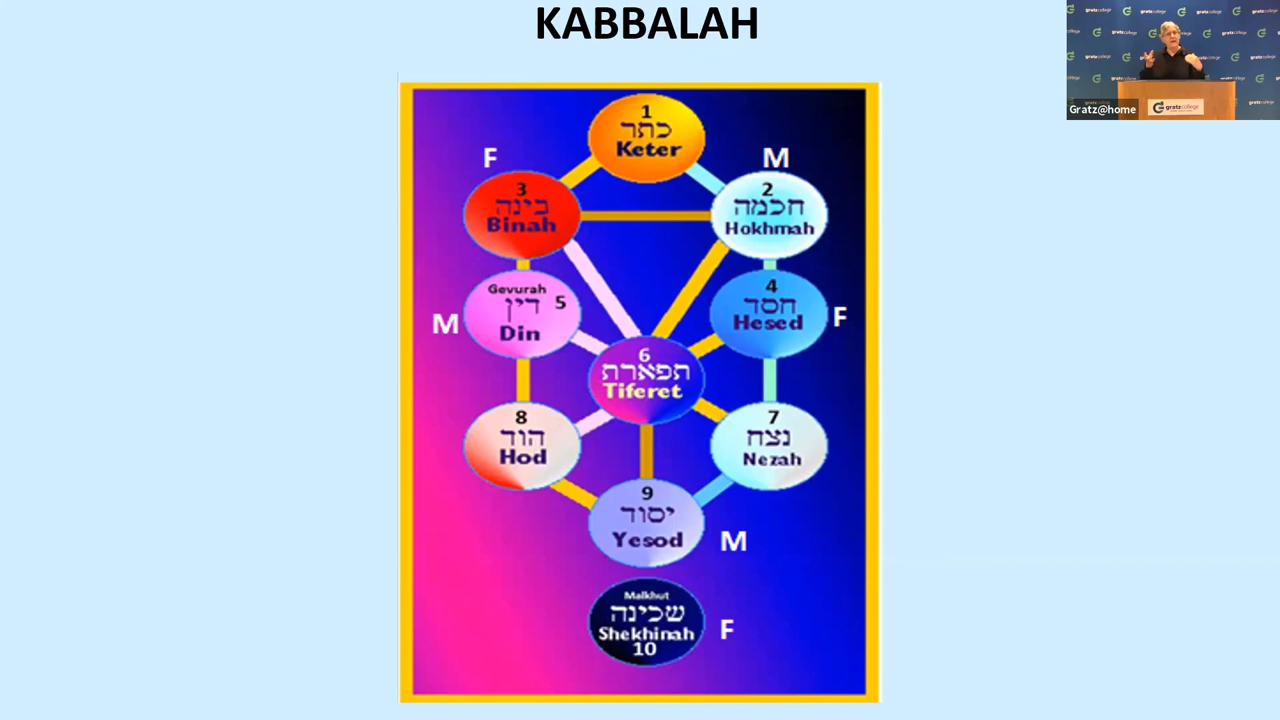 KABBALAH
1
כתר
Keter
F
M
3
בינה
Binah
2
חכמה
Hokhmah
Gevurah
דין 5
Din
M
4
חסד
Hesed
F
6
תפארת
Tiferet
8
הוד
Hod
7
נצח
Nezah
9
יסוד
Yesod
M
Malkhut
שכינה
Shekhinah
10
F
Gratz@home
gratzcollege